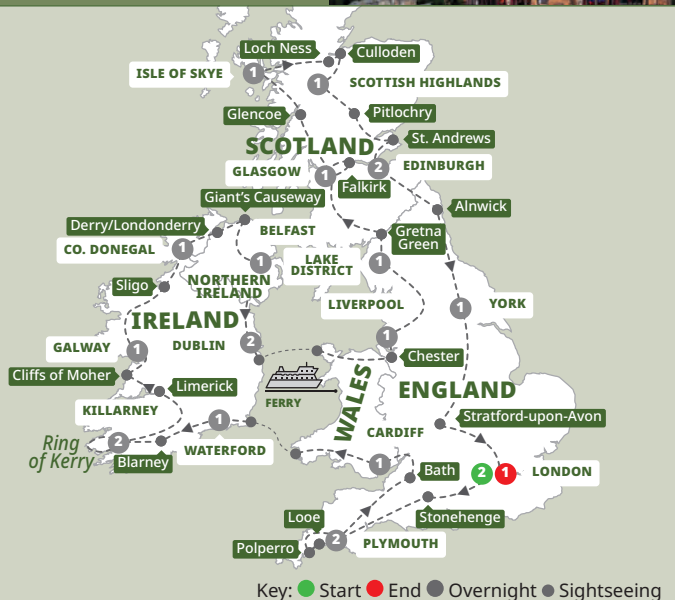 Loch Ness
Culloden
ISLE OF SKYE
1
1
SCOTTISH HIGHLANDS
Glencoe
Pitlochry
SCOTLAND
St. Andrews
GLASGOW
1
2
EDINBURGH
Falkirk
Giant's Causeway
Alnwick
Derry/Londonderry
BELFAST
Gretna
Green
CO. DONEGAL
1
1
LAKE
DISTRICT
1
Sligo
NORTHERN
IRELAND
LIVERPOOL
1
YORK
IRELAND
GALWAY
1
DUBLIN
2
1
Chester
Cliffs of Moher
Limerick
FERRY
WALES
ENGLAND
KILLARNEY
Stratford-upon-Avon
Ring
of Kerry
2
Blarney
1
WATERFORD
CARDIFF
1
Bath
2
1
LONDON
Stonehenge
Looe
Polperro
2
PLYMOUTH
Key: Start End Overnight Sightseeing